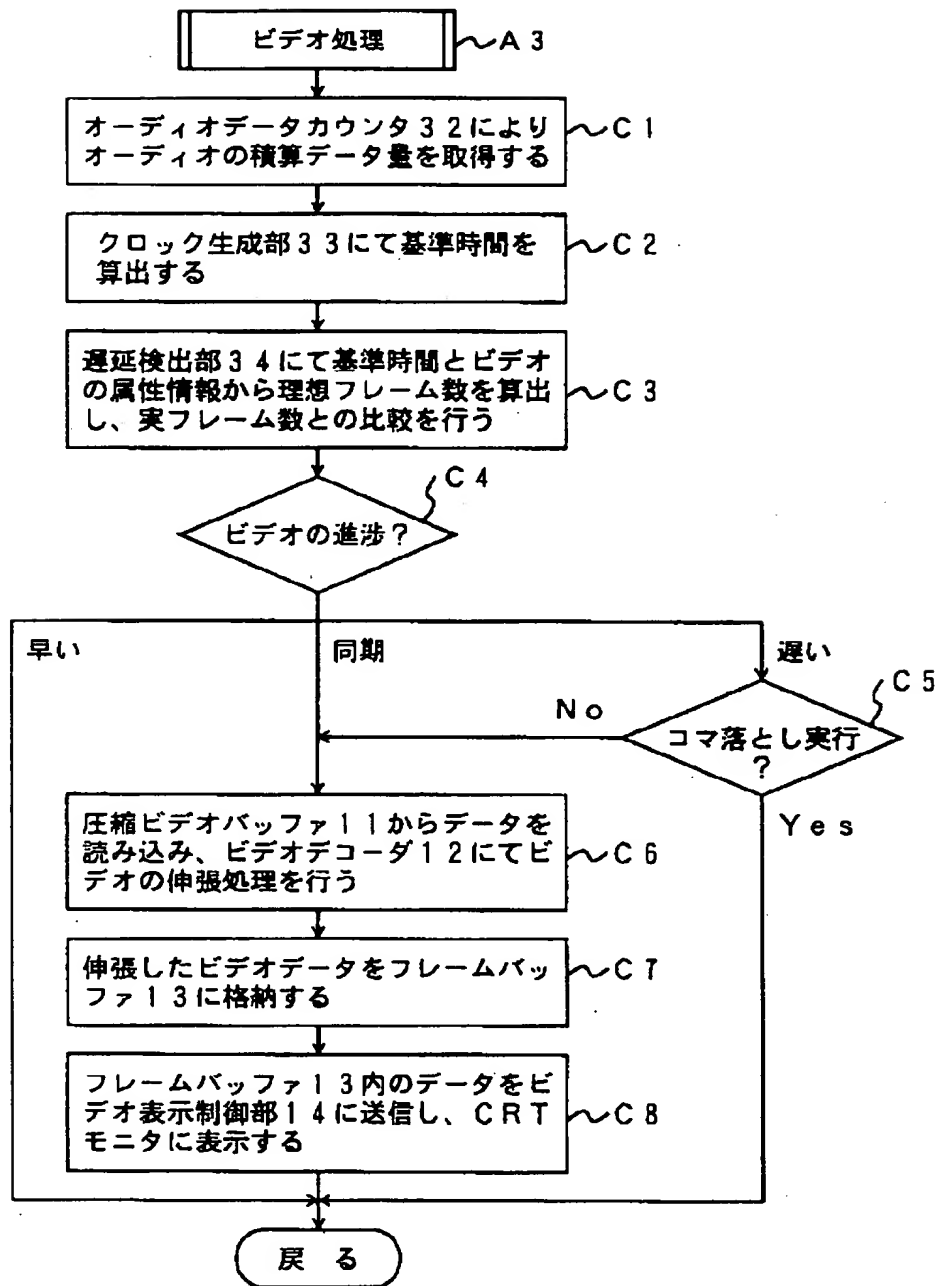 ビデオ処理
A3
オーディオデータカウンタ32により
オーディオの積算データ量を取得する
C1
クロック生成部33にて基準時間を
算出する
C2
遅延検出部34にて基準時間とビデオ
の属性情報から理想フレーム数を算出
し、実フレーム数との比較を行う
C3
C4
ビデオの進渉?
早い
同期
遅い
C5
No
コマ落とし実行
?
Yes
圧縮ビデオバッファ11からデータを
読み込み、ビデオデコーダ12にてビ
デオの伸張処理を行う
C6
伸張したビデオデータをフレームバッ
ファ13に格納する
C7
フレームバッファ13内のデータをビ
デオ表示制御部14に送信し、CRT
モニタに表示する
C8
戻る